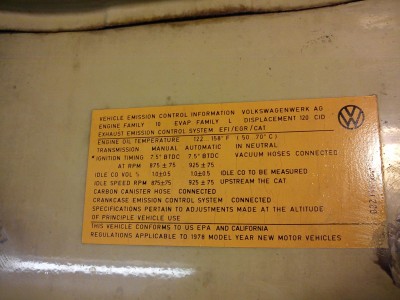 VEHICLE EMISSION CONTROL INFORMATION VOLKSWAGENWERK AG
ENGINE FAMILY 10 EVAP FAMILY L DISPLACEMENT 120 CID
EXHAUST EMISSION CONTROL SYSTEM EFI/EGR/CAT
ENGINE OIL TEMPERATURE 122 158°F (50 70°C)
TRANSMISSION MANUAL AUTOMATIC IN NEUTRAL
*IGNITION TIMING 7.5° BTDC 7.5° BTDC VACUUM HOSES CONNECTED
AT RPM 875±75 925±75
IDLE CO VOL % 1.0±0.5 1.0±0.5 IDLE CO TO BE MEASURED
IDLE SPEED RPM 875±75 925±75 UPSTREAM THE CAT
CARBON CANISTER HOSE CONNECTED
CRANKCASE EMISSION CONTROL SYSTEM CONNECTED
SPECIFICATIONS PERTAIN TO ADJUSTMENTS MADE AT THE ALTITUDE
OF PRINCIPLE VEHICLE USE
THIS VEHICLE CONFORMS TO US EPA AND CALIFORNIA
REGULATIONS APPLICABLE TO 1978 MODEL YEAR NEW MOTOR VEHICLES